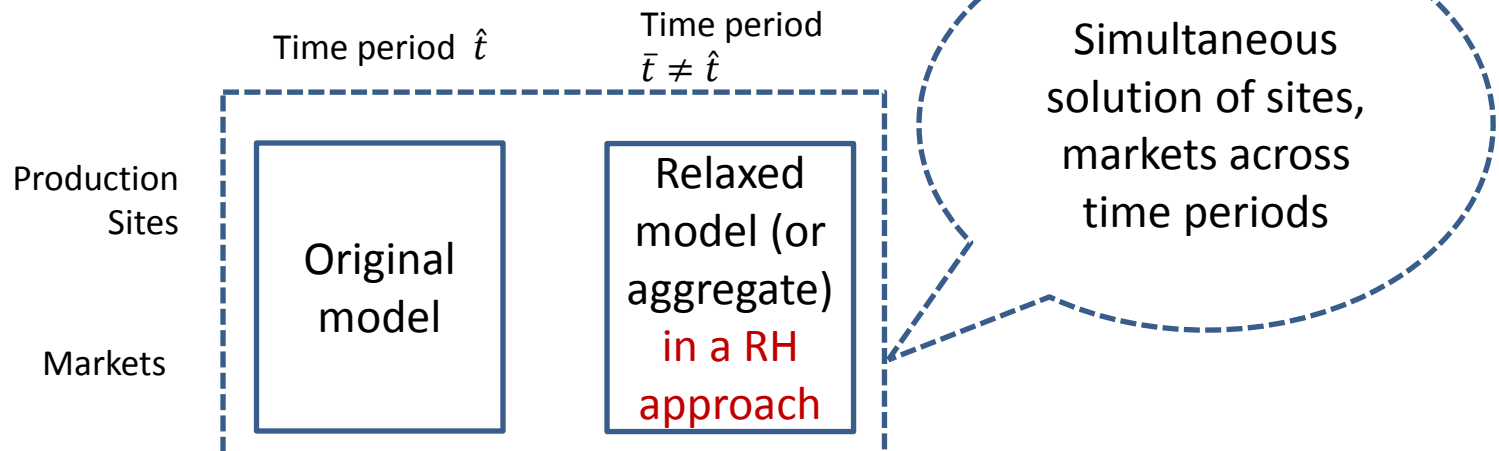 Time period t̂
Time period
t̄ ≠ t̂
Production
Sites
Markets
Original
model
Relaxed
model (or
aggregate)
in a RH
approach
Simultaneous
solution of sites,
markets across
time periods